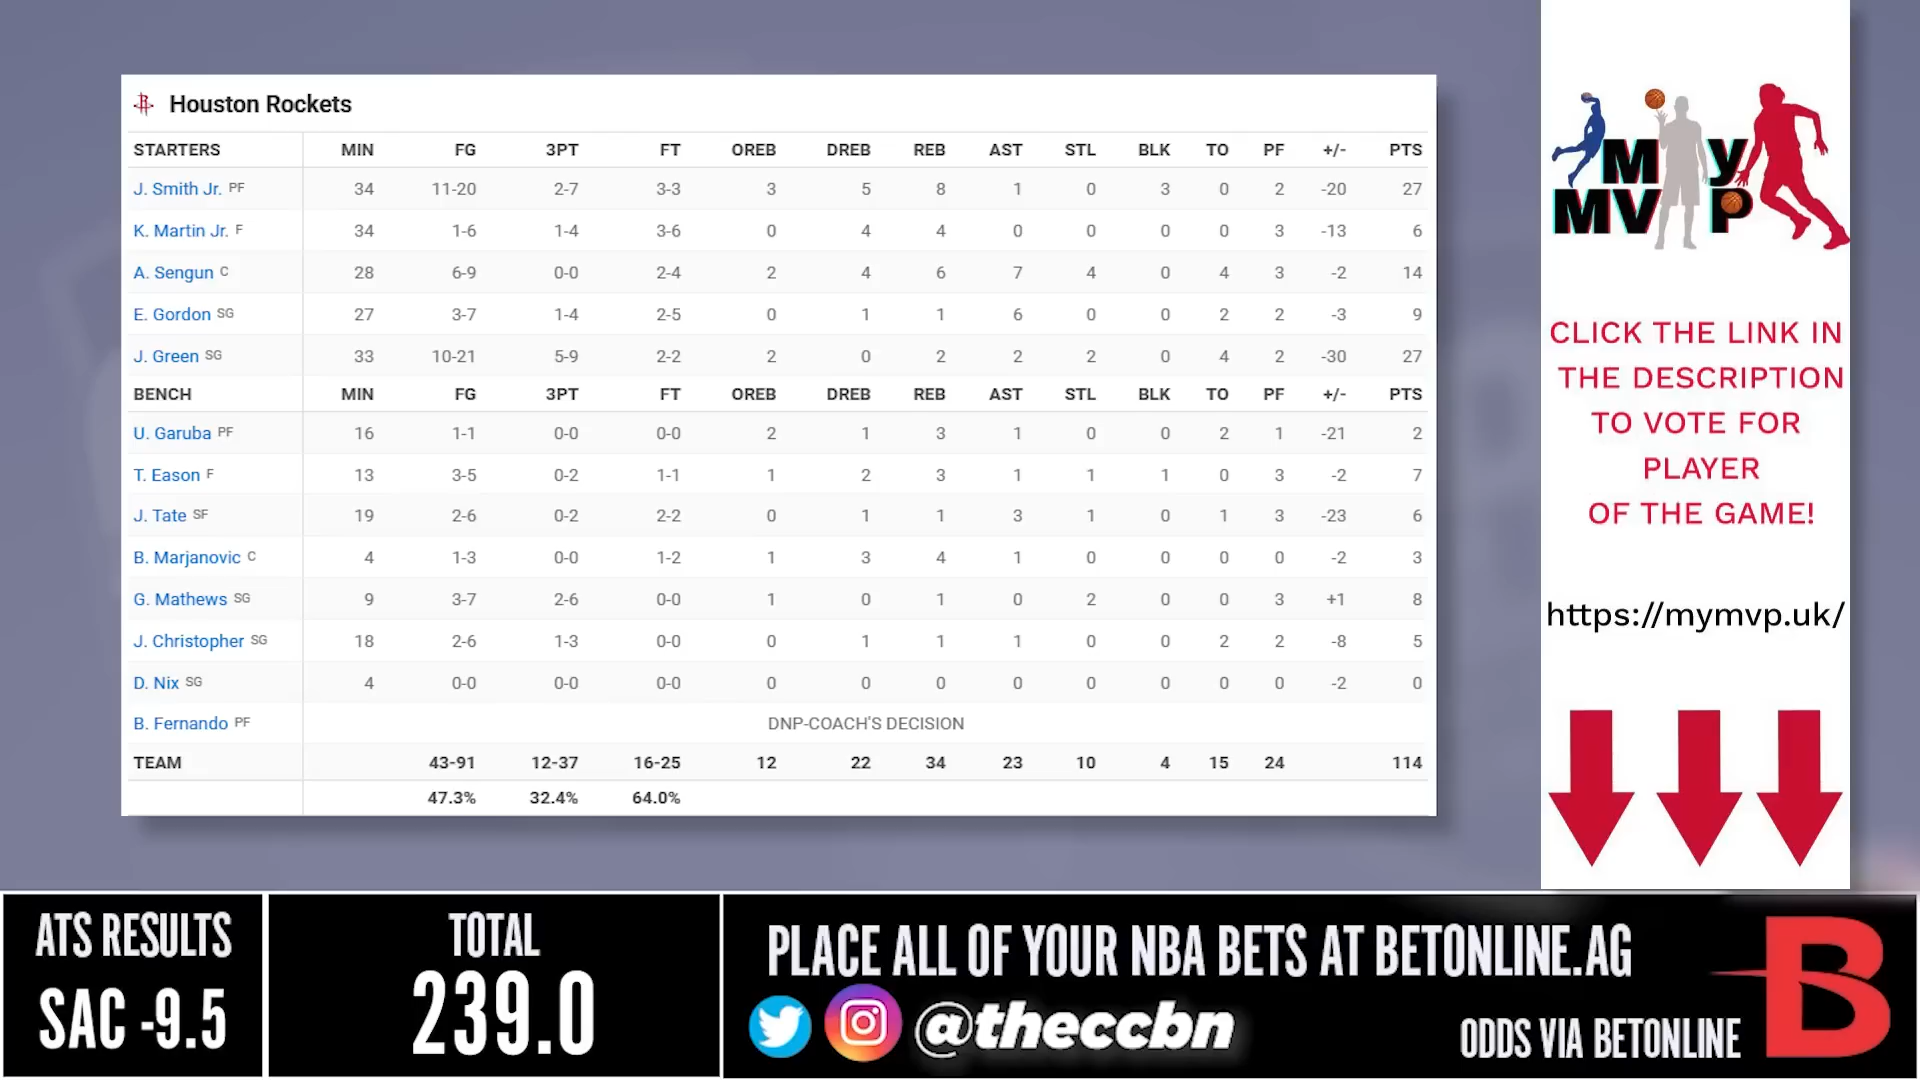 Houston Rockets
STARTERS MIN FG 3PT FT OREB DREB REB AST STL BLK TO PF +/- PTS
J. Smith Jr. PF 34 11-20 2-7 3-3 3 5 8 1 0 3 0 2 -20 27
K. Martin Jr. F 34 1-6 1-4 3-6 0 4 4 0 0 0 0 3 -13 6
A. Sengun C 28 6-9 0-0 2-4 2 4 6 7 4 0 4 3 -2 14
E. Gordon SG 27 3-7 1-4 2-5 0 1 1 6 0 0 2 2 -3 9
J. Green SG 33 10-21 5-9 2-2 2 0 2 2 2 0 4 2 -30 27
BENCH MIN FG 3PT FT OREB DREB REB AST STL BLK TO PF +/- PTS
U. Garuba PF 16 1-1 0-0 0-0 2 1 3 1 0 0 2 1 -21 2
T. Eason F 13 3-5 0-2 1-1 1 2 3 1 1 1 0 3 -2 7
J. Tate SF 19 2-6 0-2 2-2 0 1 1 3 1 0 1 3 -23 6
B. Marjanovic C 4 1-3 0-0 1-2 1 3 4 1 0 0 0 0 -2 3
G. Mathews SG 9 3-7 2-6 0-0 1 0 1 0 2 0 0 3 +1 8
J. Christopher SG 18 2-6 1-3 0-0 0 1 1 1 0 0 2 2 -8 5
D. Nix SG 4 0-0 0-0 0-0 0 0 0 0 0 0 0 0 -2 0
B. Fernando PF DNP-COACH'S DECISION
TEAM 43-91 12-37 16-25 12 22 34 23 10 4 15 24 114
47.3% 32.4% 64.0%
My
MVP
CLICK THE LINK IN
THE DESCRIPTION
TO VOTE FOR
PLAYER
OF THE GAME!
https://mymvp.uk/
ATS RESULTS
SAC -9.5
TOTAL
239.0
PLACE ALL OF YOUR NBA BETS AT BETONLINE.AG
@theccbn
ODDS VIA BETONLINE
B